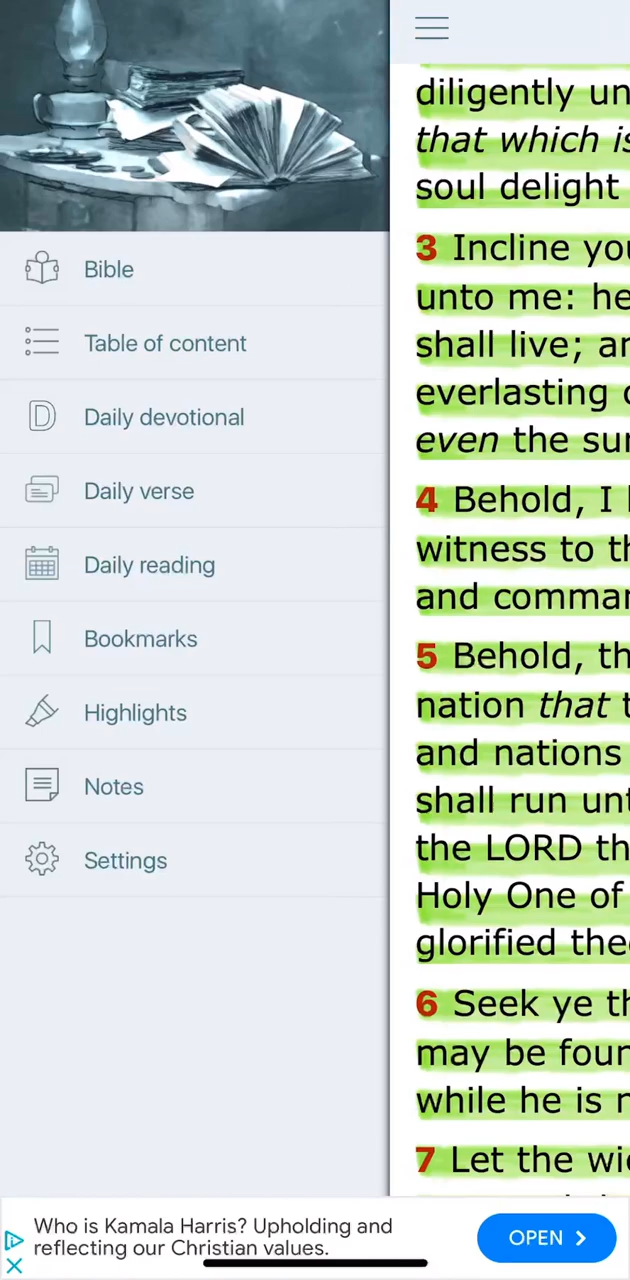 Bible
Table of content
Daily devotional
Daily verse
Daily reading
Bookmarks
Highlights
Notes
Settings
diligently un
that which is
soul delight
3 Incline you
unto me: he
shall live; an
everlasting
even the sur
4 Behold, I
witness to th
and comman
5 Behold, th
nation that t
and nations
shall run unt
the LORD th
Holy One of
glorified thee
6 Seek ye th
may be foun
while he is n
7 Let the wic
Who is Kamala Harris? Upholding and
reflecting our Christian values.
OPEN